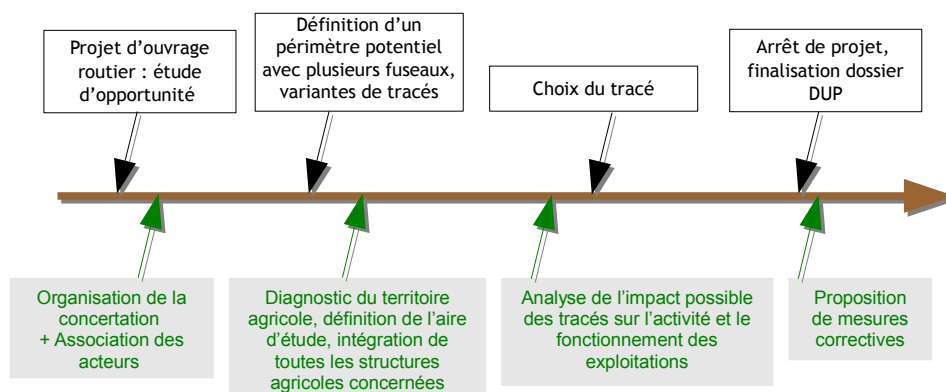 Projet d’ouvrage
routier : étude
d’opportunité
Définition d’un
périmètre potentiel
avec plusieurs fuseaux,
variantes de tracés
Choix du tracé
Arrêt de projet,
finalisation dossier
DUP
Organisation de la
concertation
+ Association des
acteurs
Diagnostic du territoire
agricole, définition de l’aire
d’étude, intégration de
toutes les structures
agricoles concernées
Analyse de l’impact possible
des tracés sur l’activité et le
fonctionnement des
exploitations
Proposition
de mesures
correctives